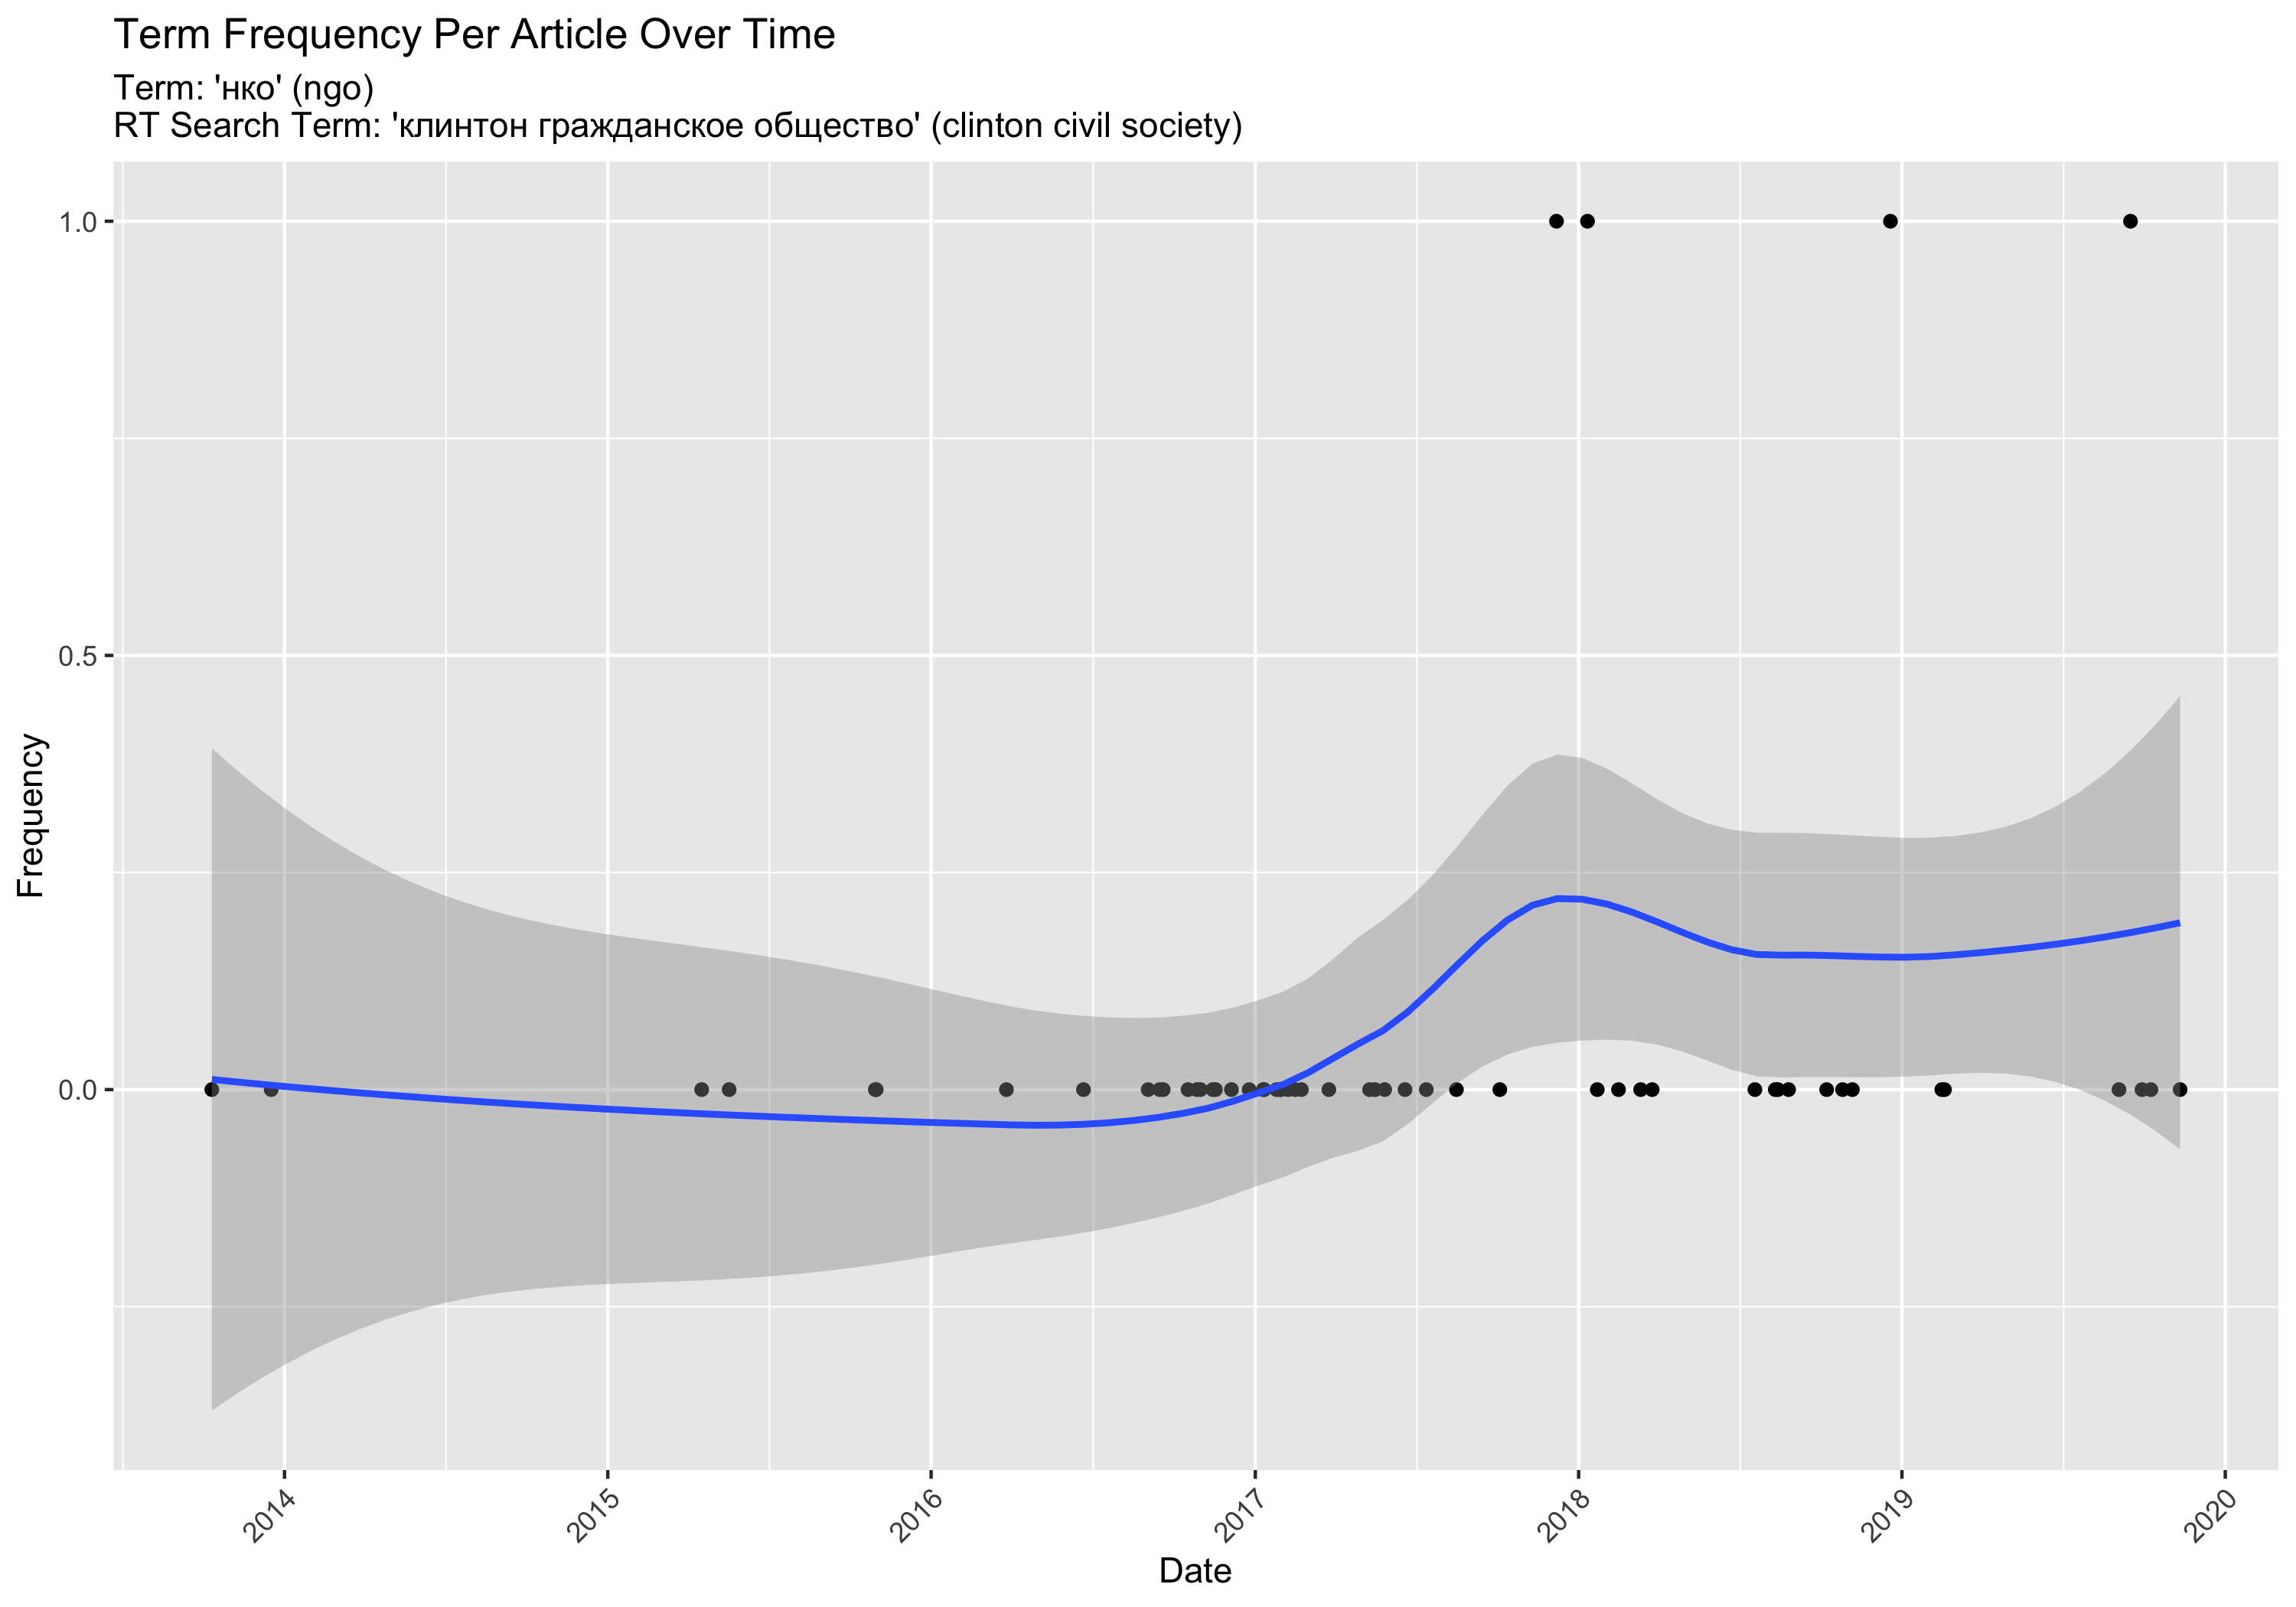 Term Frequency Per Article Over Time
Term: 'нко' (ngo)
RT Search Term: 'клинтон гражданское общество' (clinton civil society)
1.0
0.5
0.0
Frequency
2014
2015
2016
2017
2018
2019
2020
Date